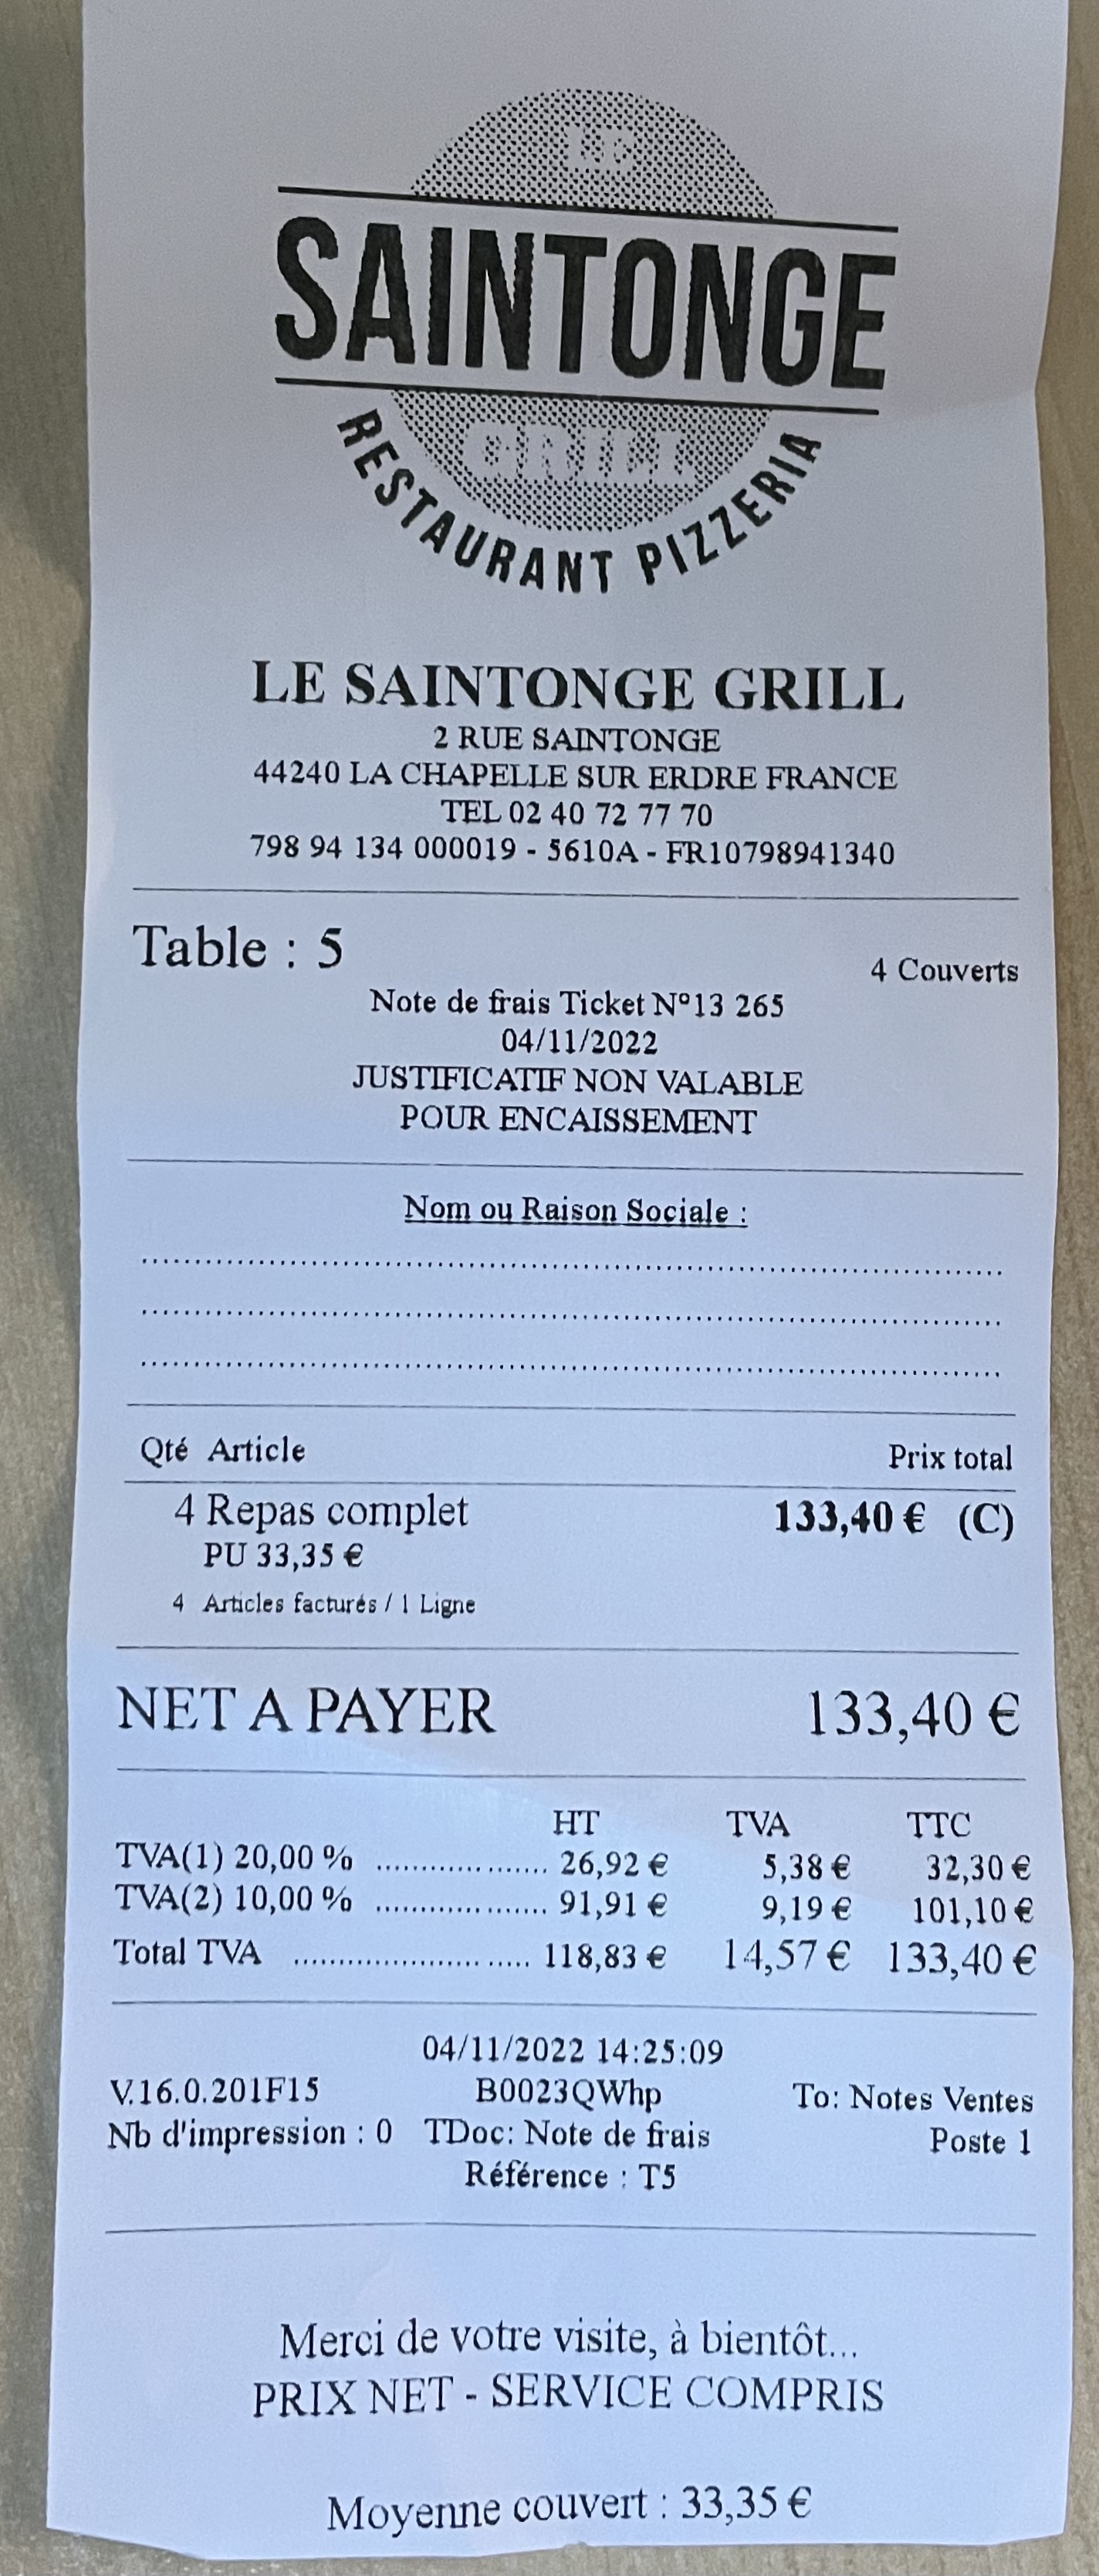 LE
SAINTONGE
GRILL
RESTAURANT PIZZERIA
LE SAINTONGE GRILL
2 RUE SAINTONGE
44240 LA CHAPELLE SUR ERDRE FRANCE
TEL 02 40 72 77 70
798 94 134 000019 - 5610A - FR10798941340
Table : 5
4 Couverts
Note de frais Ticket N°13 265
04/11/2022
JUSTIFICATIF NON VALABLE
POUR ENCAISSEMENT
Nom ou Raison Sociale :
Qté Article Prix total
4 Repas complet 133,40 € (C)
PU 33,35 €
4 Articles facturés / 1 Ligne
NET A PAYER 133,40 €
HT TVA TTC
TVA(1) 20,00 % .................. 26,92 € 5,38 € 32,30 €
TVA(2) 10,00 % .................. 91,91 € 9,19 € 101,10 €
Total TVA ......................... 118,83 € 14,57 € 133,40 €
04/11/2022 14:25:09
V.16.0.201F15 B0023QWhp To: Notes Ventes
Nb d'impression : 0 TDoc: Note de frais Poste 1
Référence : T5
Merci de votre visite, à bientôt...
PRIX NET - SERVICE COMPRIS
Moyenne couvert : 33,35 €